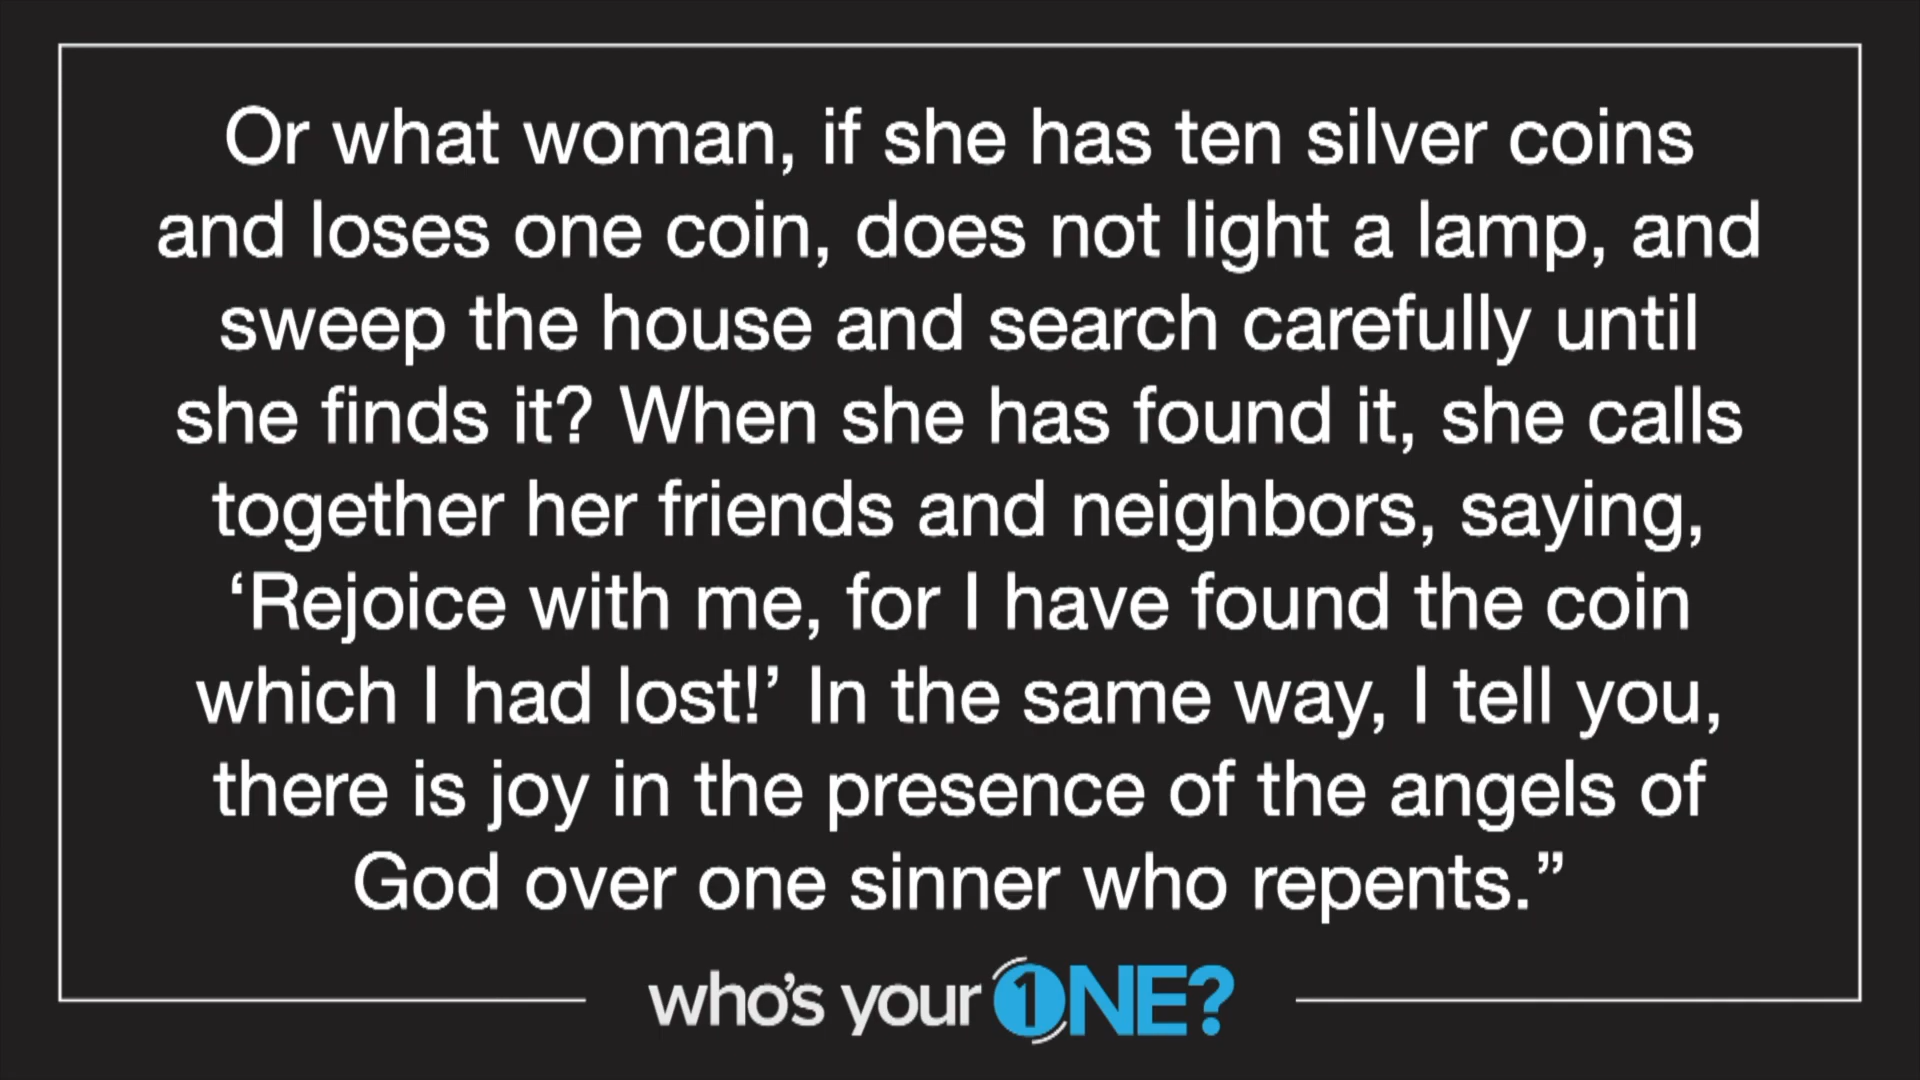 Or what woman, if she has ten silver coins
and loses one coin, does not light a lamp, and
sweep the house and search carefully until
she finds it? When she has found it, she calls
together her friends and neighbors, saying,
‘Rejoice with me, for I have found the coin
which I had lost!’ In the same way, I tell you,
there is joy in the presence of the angels of
God over one sinner who repents.”
who's your ONE?